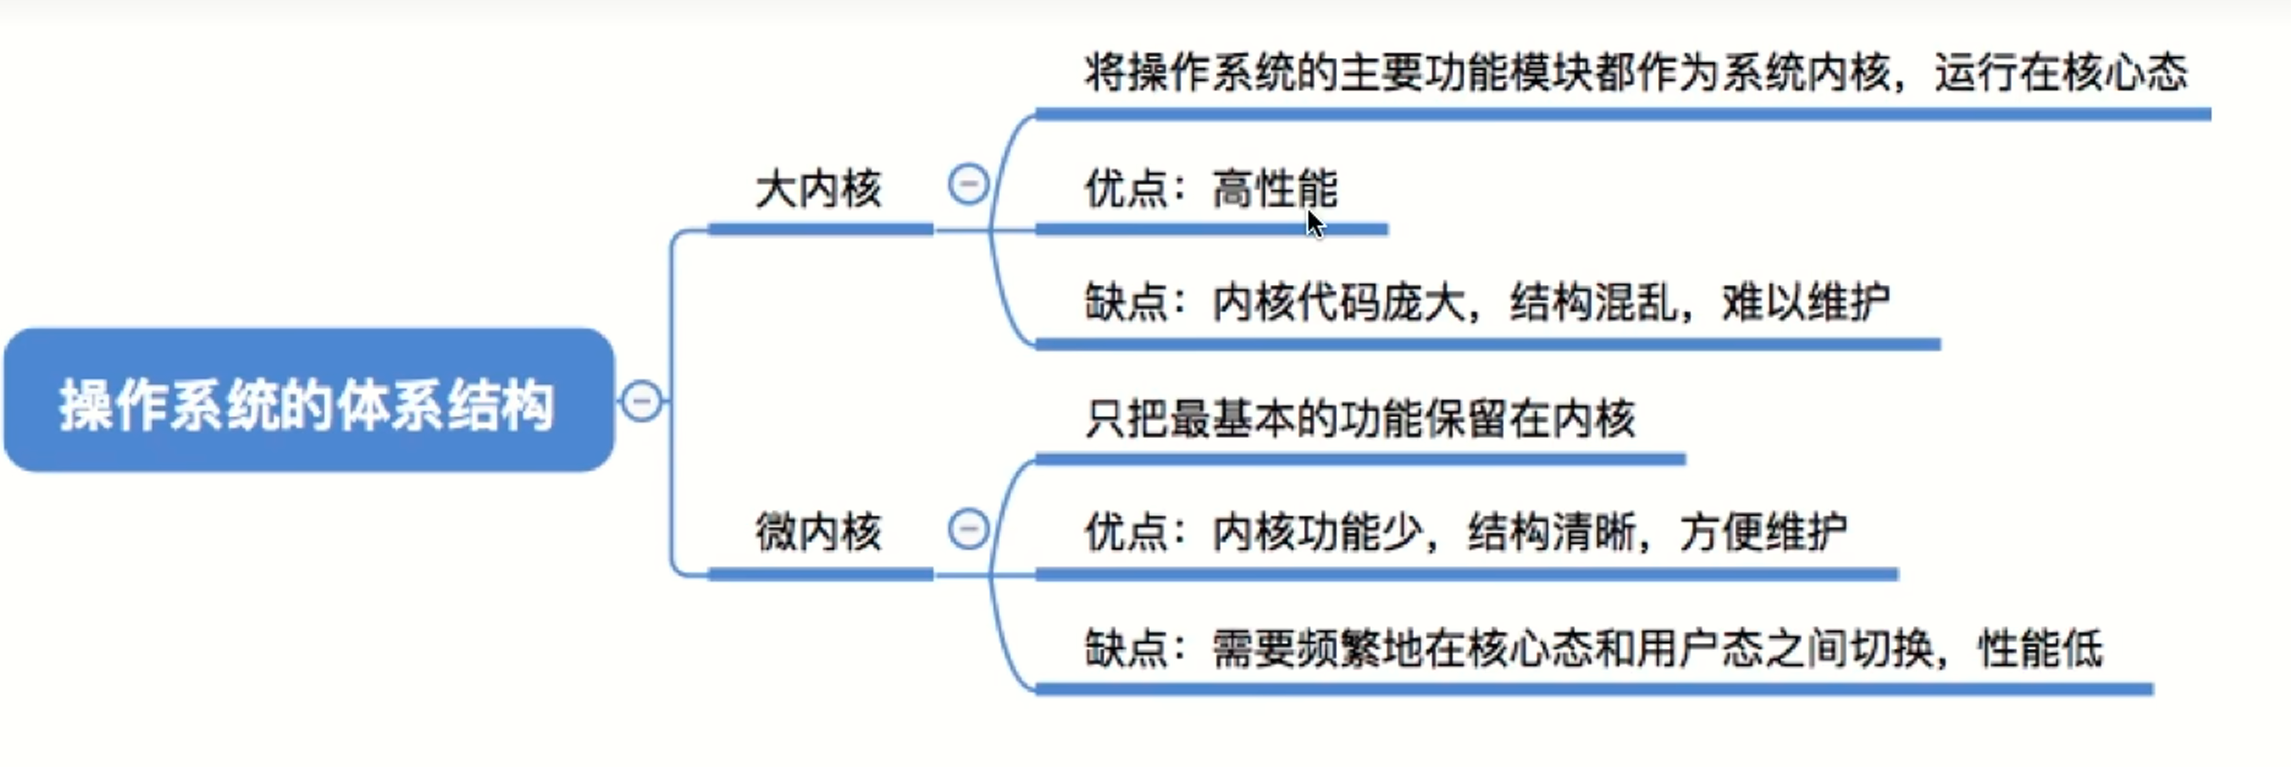 将操作系统的主要功能模块都作为系统内核，运行在核心态
大内核
优点：高性能
缺点：内核代码庞大，结构混乱，难以维护
操作系统的体系结构
只把最基本的功能保留在内核
微内核
优点：内核功能少，结构清晰，方便维护
缺点：需要频繁地在核心态和用户态之间切换，性能低